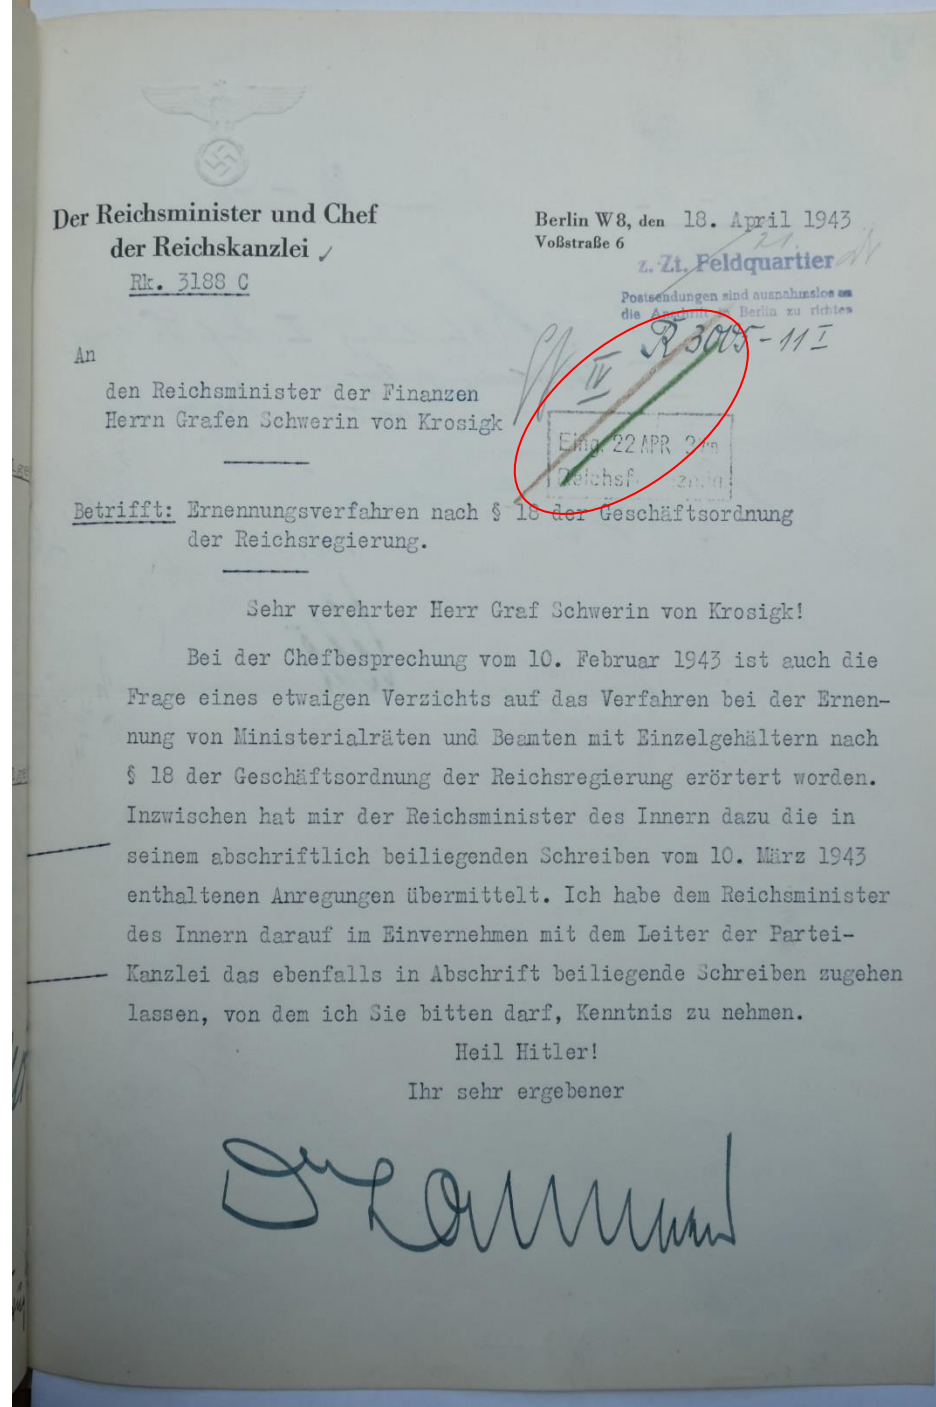 Der Reichsminister und Chef
der Reichskanzlei
Rk. 3188 C
Berlin W 8, den 18. April 1943
Voßstraße 6
21.
z. Zt. Feldquartier
Postsendungen sind ausnahmslos an
die Anschrift in Berlin zu richten
R 3005-11 I
IV
An
den Reichsminister der Finanzen
Herrn Grafen Schwerin von Krosigk
Eing. 22 APR
Betrifft: Ernennungsverfahren nach § 18 der Geschäftsordnung
der Reichsregierung.
Sehr verehrter Herr Graf Schwerin von Krosigk!
Bei der Chefbesprechung vom 10. Februar 1943 ist auch die
Frage eines etwaigen Verzichts auf das Verfahren bei der Ernen-
nung von Ministerialräten und Beamten mit Einzelgehältern nach
§ 18 der Geschäftsordnung der Reichsregierung erörtert worden.
Inzwischen hat mir der Reichsminister des Innern dazu die in
seinem abschriftlich beiliegenden Schreiben vom 10. März 1943
enthaltenen Anregungen übermittelt. Ich habe dem Reichsminister
des Innern darauf im Einvernehmen mit dem Leiter der Partei-
Kanzlei das ebenfalls in Abschrift beiliegende Schreiben zugehen
lassen, von dem ich Sie bitten darf, Kenntnis zu nehmen.
Heil Hitler!
Ihr sehr ergebener
Dr Lammers